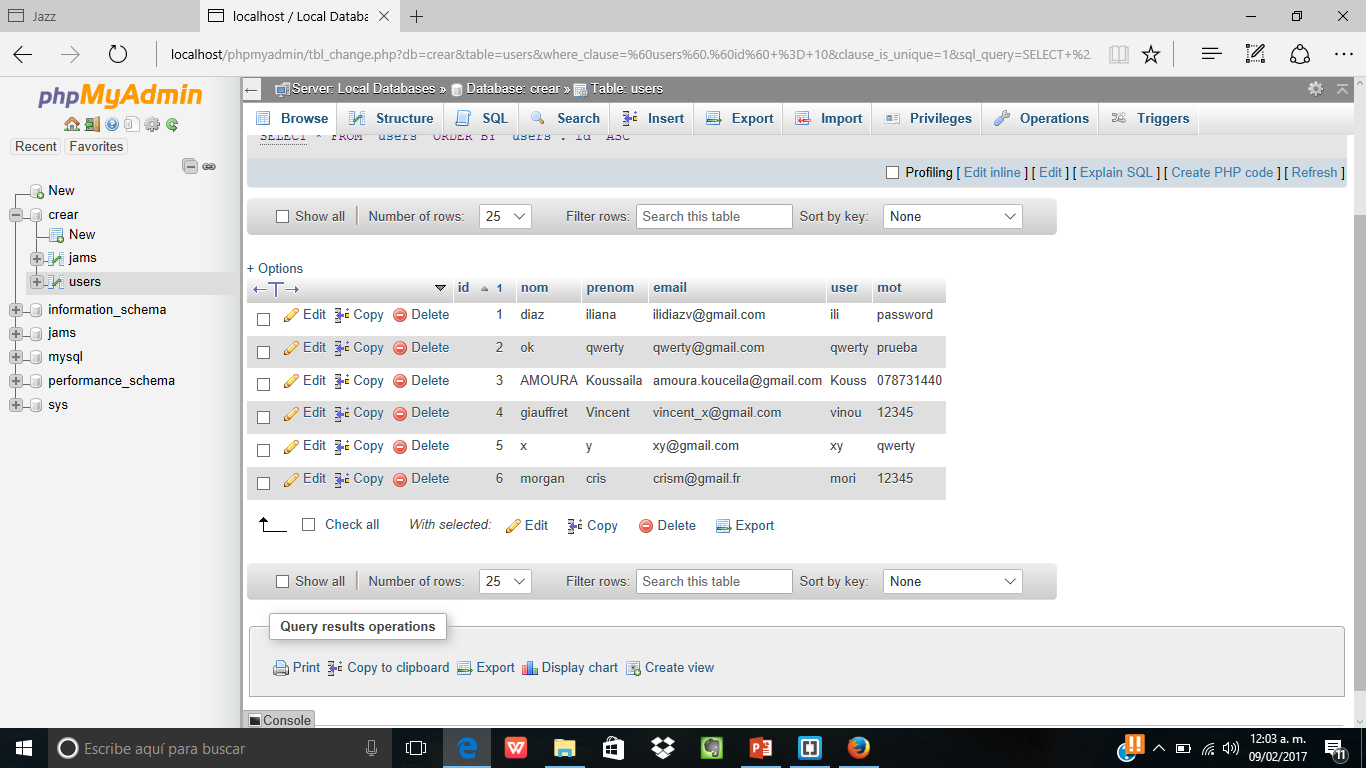 Jazz
localhost / Local Databa
localhost/phpmyadmin/tbl_change.php?db=crear&table=users&where_clause=%60users%60.%60id%60+%3D+10&clause_is_unique=1&sql_query=SELECT+%2
phpMyAdmin
Recent Favorites
New
crear
New
jams
users
information_schema
jams
mysql
performance_schema
sys
Server: Local Databases » Database: crear » Table: users
Browse Structure SQL Search Insert Export Import Privileges Operations Triggers
SELECT * FROM `users` ORDER BY `users`.`id` ASC
Profiling [ Edit inline ] [ Edit ] [ Explain SQL ] [ Create PHP code ] [ Refresh ]
Show all Number of rows: 25 Filter rows: Search this table Sort by key: None
+ Options
id 1 nom prenom email user mot
Edit Copy Delete 1 diaz iliana ilidiazv@gmail.com ili password
Edit Copy Delete 2 ok qwerty qwerty@gmail.com qwerty prueba
Edit Copy Delete 3 AMOURA Koussaila amoura.kouceila@gmail.com Kouss 078731440
Edit Copy Delete 4 giauffret Vincent vincent_x@gmail.com vinou 12345
Edit Copy Delete 5 x y xy@gmail.com xy qwerty
Edit Copy Delete 6 morgan cris crism@gmail.fr mori 12345
Check all With selected: Edit Copy Delete Export
Show all Number of rows: 25 Filter rows: Search this table Sort by key: None
Query results operations
Print Copy to clipboard Export Display chart Create view
Console
Escribe aquí para buscar
12:03 a. m.
09/02/2017
11